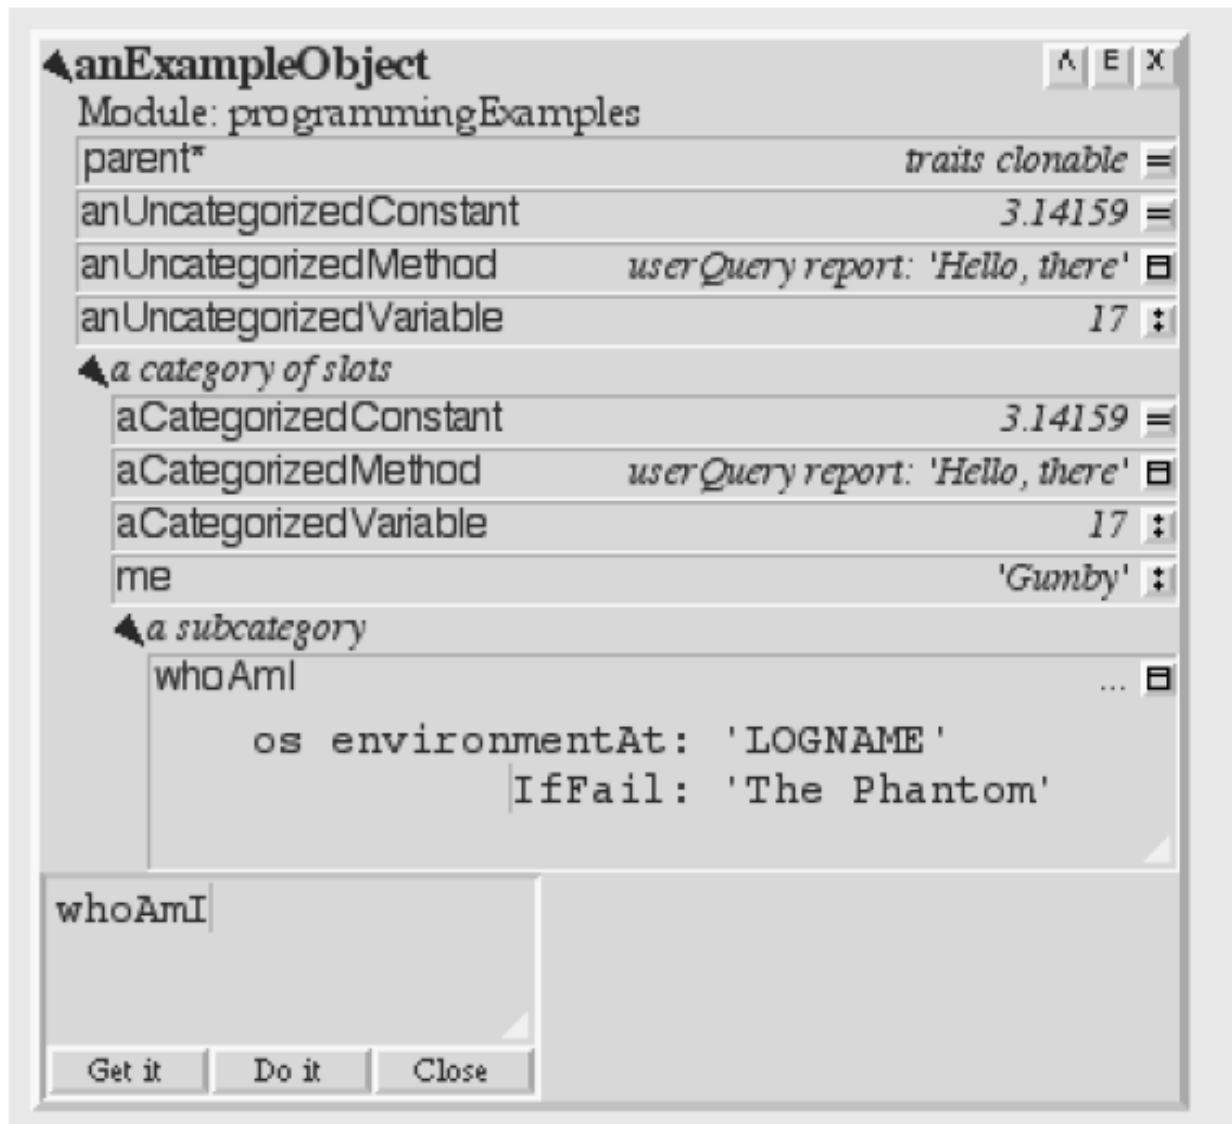 anExampleObject
Module: programmingExamples
parent* traits clonable =
anUncategorizedConstant 3.14159 =
anUncategorizedMethod userQuery report: 'Hello, there'
anUncategorizedVariable 17 :
a category of slots
aCategorizedConstant 3.14159 =
aCategorizedMethod userQuery report: 'Hello, there'
aCategorizedVariable 17 :
me 'Gumby' :
a subcategory
whoAmI ...
os environmentAt: 'LOGNAME'
IfFail: 'The Phantom'
whoAmI
Get it Do it Close
E X